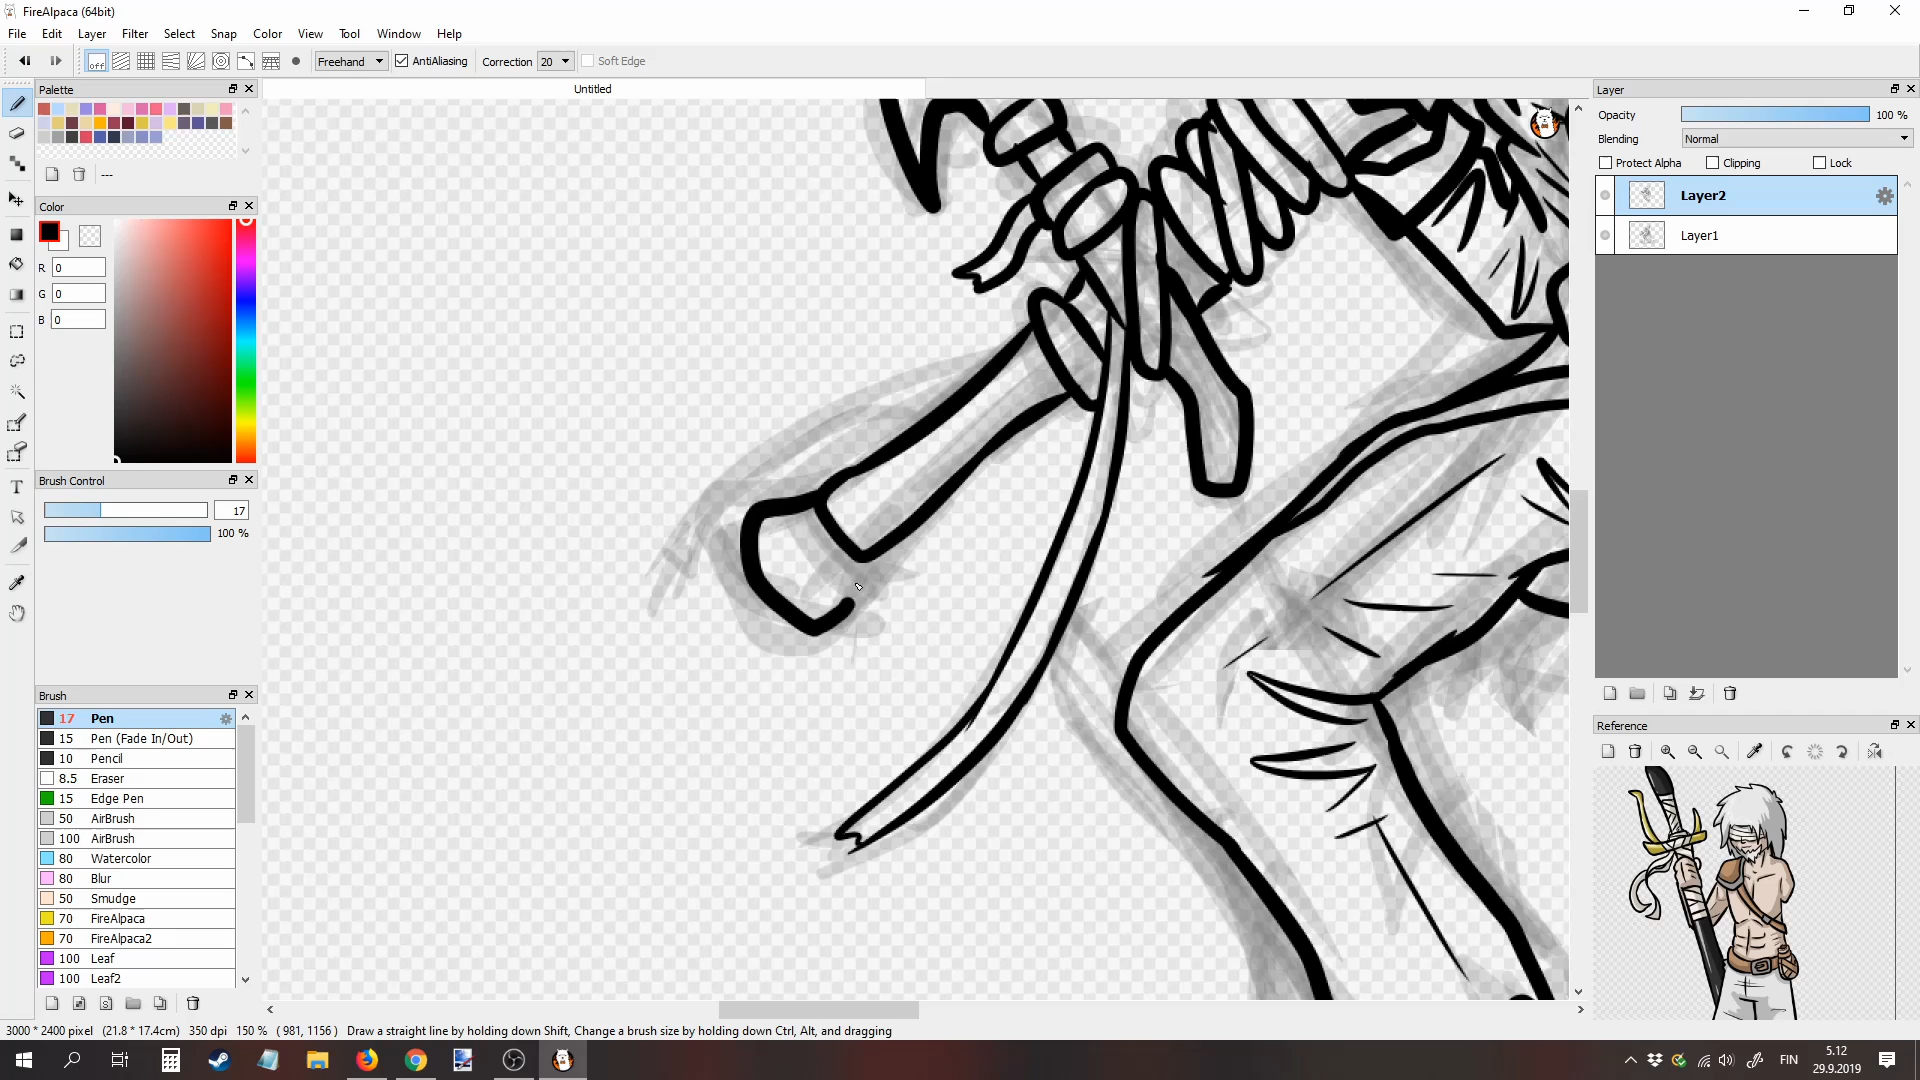 FireAlpaca (64bit)
File Edit Layer Filter Select Snap Color View Tool Window Help
off Freehand AntiAliasing Correction 20 Soft Edge
Palette
Untitled
Layer
Opacity 100 %
Blending Normal
Protect Alpha Clipping Lock
Layer2
Layer1
---
Color
R 0
G 0
B 0
Brush Control
17
100 %
Brush
17 Pen
15 Pen (Fade In/Out)
10 Pencil
8.5 Eraser
15 Edge Pen
50 AirBrush
100 AirBrush
80 Watercolor
80 Blur
50 Smudge
70 FireAlpaca
70 FireAlpaca2
100 Leaf
100 Leaf2
Reference
3000 * 2400 pixel (21.8 * 17.4cm) 350 dpi 150 % ( 981, 1156 ) Draw a straight line by holding down Shift, Change a brush size by holding down Ctrl, Alt, and dragging
FIN
5.12
29.9.2019